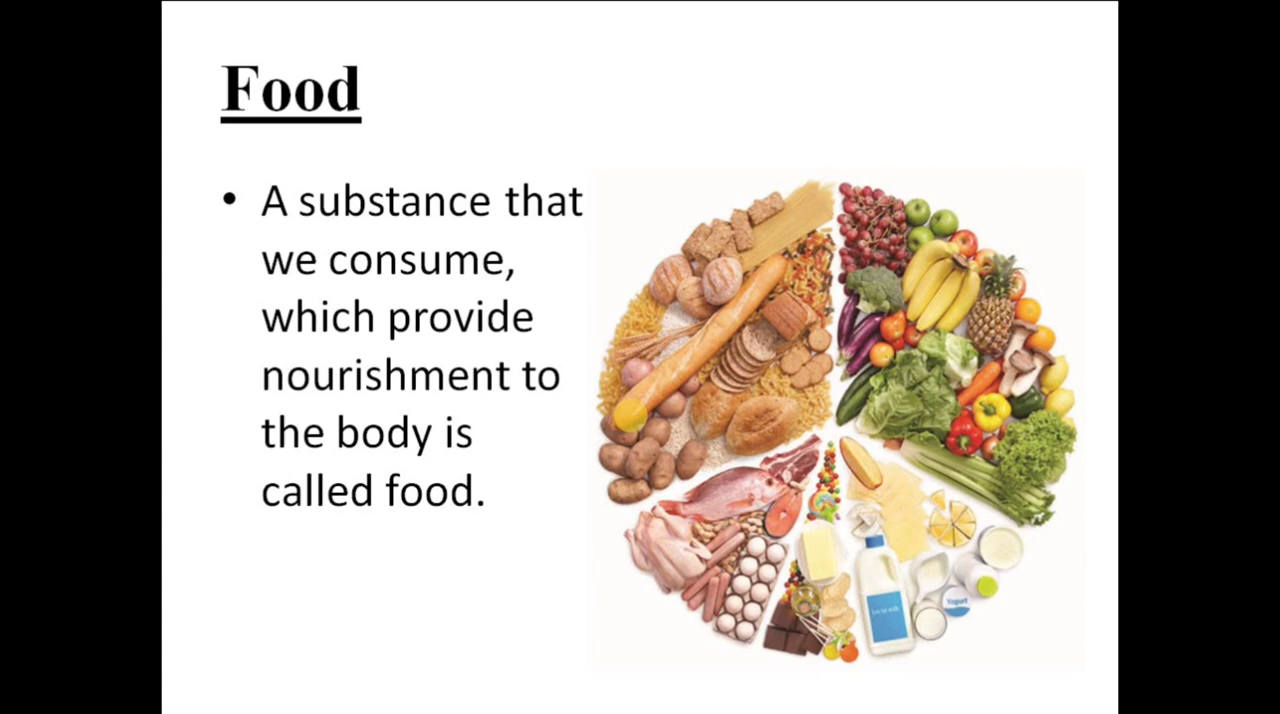 Food
• A substance that
we consume,
which provide
nourishment to
the body is
called food.
Yogurt